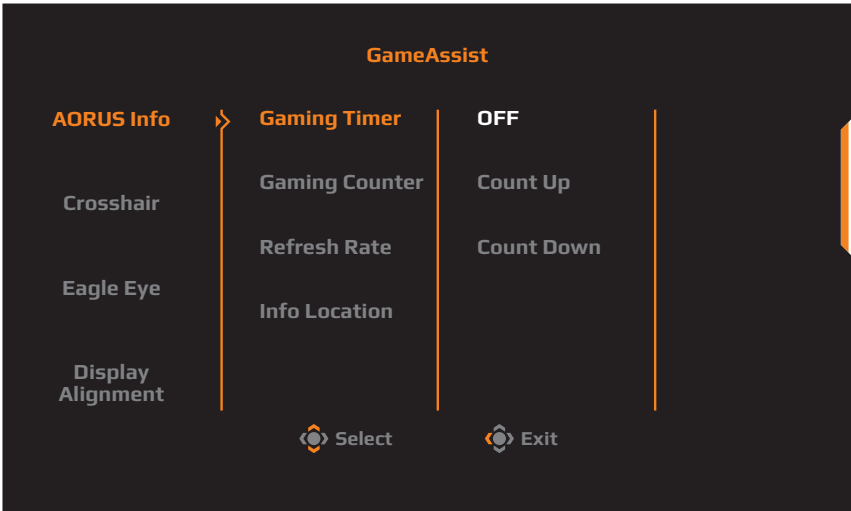 GameAssist
AORUS Info
Crosshair
Eagle Eye
Display
Alignment
Gaming Timer
Gaming Counter
Refresh Rate
Info Location
OFF
Count Up
Count Down
Select
Exit